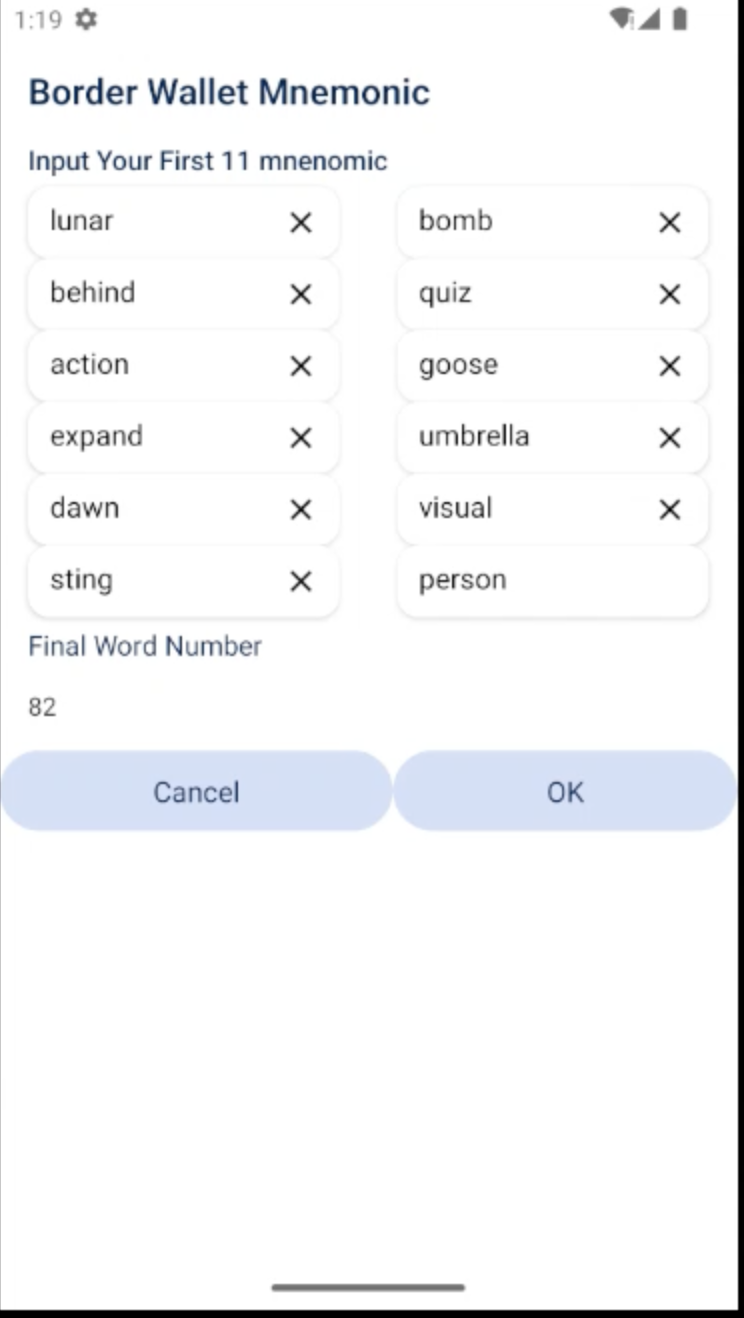 1:19
Border Wallet Mnemonic
Input Your First 11 mnenomic
lunar bomb
behind quiz
action goose
expand umbrella
dawn visual
sting person
Final Word Number
82
Cancel OK